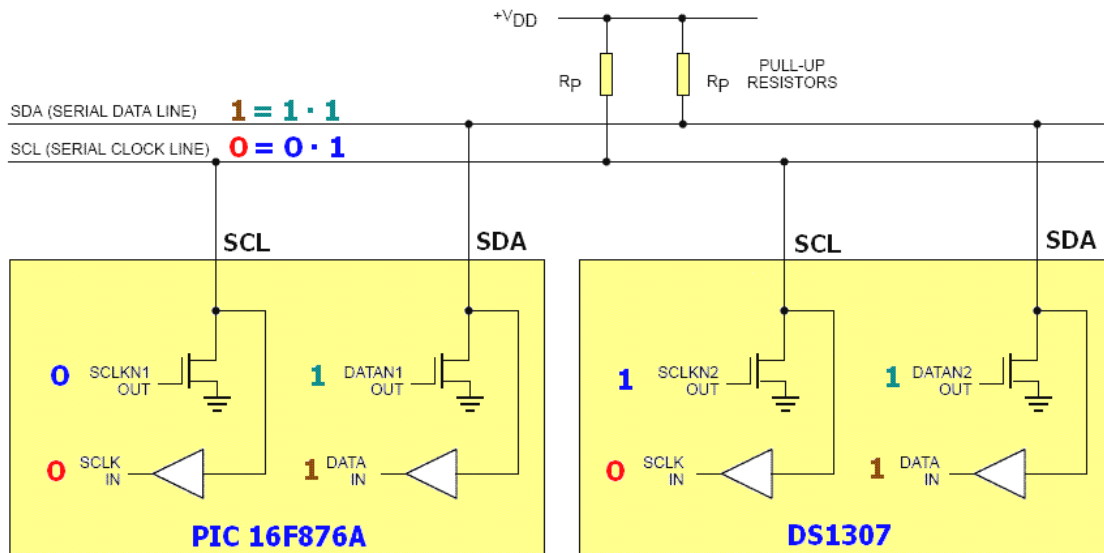 +VDD
RP
RP
PULL-UP
RESISTORS
SDA (SERIAL DATA LINE) 1 = 1 · 1
SCL (SERIAL CLOCK LINE) 0 = 0 · 1
SCL
SDA
SCL
SDA
0 SCLKN1
OUT
1 DATAN1
OUT
1 SCLKN2
OUT
1 DATAN2
OUT
0 SCLK
IN
1 DATA
IN
0 SCLK
IN
1 DATA
IN
PIC 16F876A
DS1307